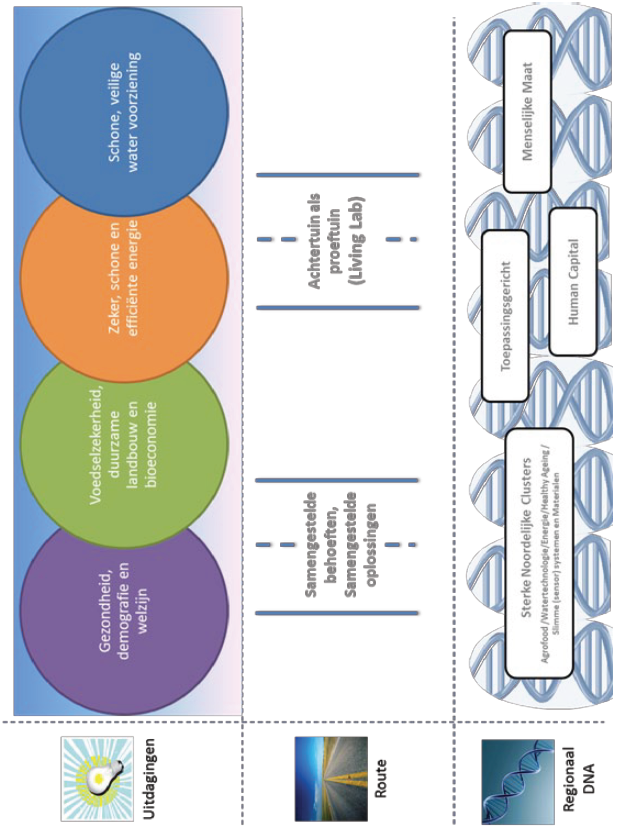 Uitdagingen
Gezondheid,
demografie en
welzijn
Voedselzekerheid,
duurzame
landbouw en
bioeconomie
Zeker, schone en
efficiënte energie
Schone, veilige
water voorziening
Route
Samengestelde
behoeften,
Samengestelde
oplossingen
Achtertuin als
proeftuin
(Living Lab)
Regionaal
DNA
Sterke Noordelijke Clusters
Agrofood /Watertechnologie/Energie/Healthy Ageing /
Slimme (sensor) systemen en Materialen
Toepassingsgericht
Human Capital
Menselijke Maat